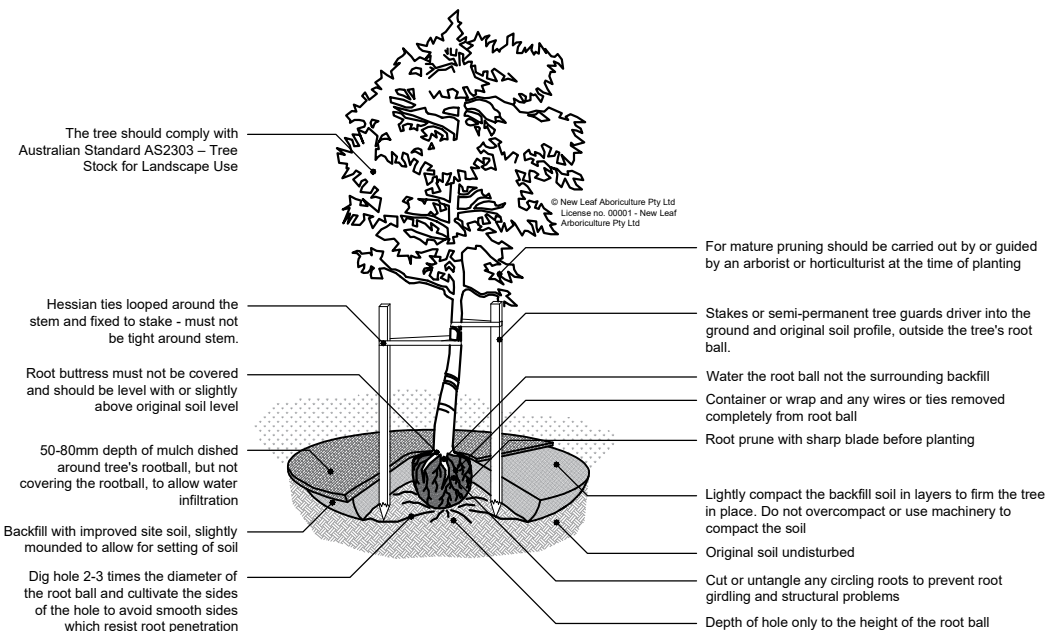 The tree should comply with
Australian Standard AS2303 – Tree
Stock for Landscape Use
© New Leaf Aboriculture Pty Ltd
License no. 00001 - New Leaf
Arboriculture Pty Ltd
For mature pruning should be carried out by or guided
by an arborist or horticulturist at the time of planting
Hessian ties looped around the
stem and fixed to stake - must not
be tight around stem.
Stakes or semi-permanent tree guards driver into the
ground and original soil profile, outside the tree's root
ball.
Root buttress must not be covered
and should be level with or slightly
above original soil level
Water the root ball not the surrounding backfill
Container or wrap and any wires or ties removed
completely from root ball
Root prune with sharp blade before planting
50-80mm depth of mulch dished
around tree's rootball, but not
covering the rootball, to allow water
infiltration
Lightly compact the backfill soil in layers to firm the tree
in place. Do not overcompact or use machinery to
compact the soil
Backfill with improved site soil, slightly
mounded to allow for setting of soil
Original soil undisturbed
Dig hole 2-3 times the diameter of
the root ball and cultivate the sides
of the hole to avoid smooth sides
which resist root penetration
Cut or untangle any circling roots to prevent root
girdling and structural problems
Depth of hole only to the height of the root ball